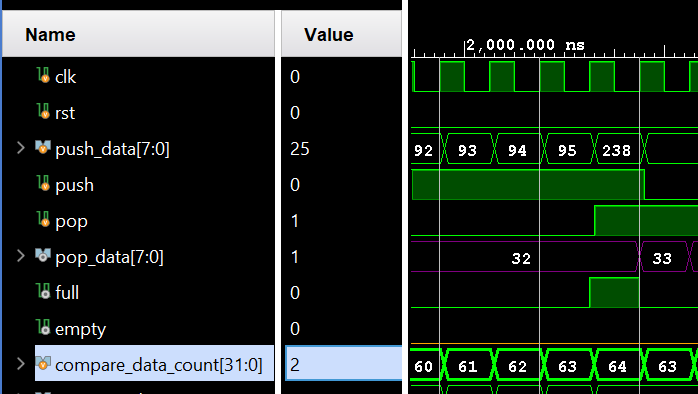 Name Value
2,000.000 ns
clk 0
rst 0
push_data[7:0] 25 92 93 94 95 238
push 0
pop 1
pop_data[7:0] 1 32 33
full 0
empty 0
compare_data_count[31:0] 2 60 61 62 63 64 63